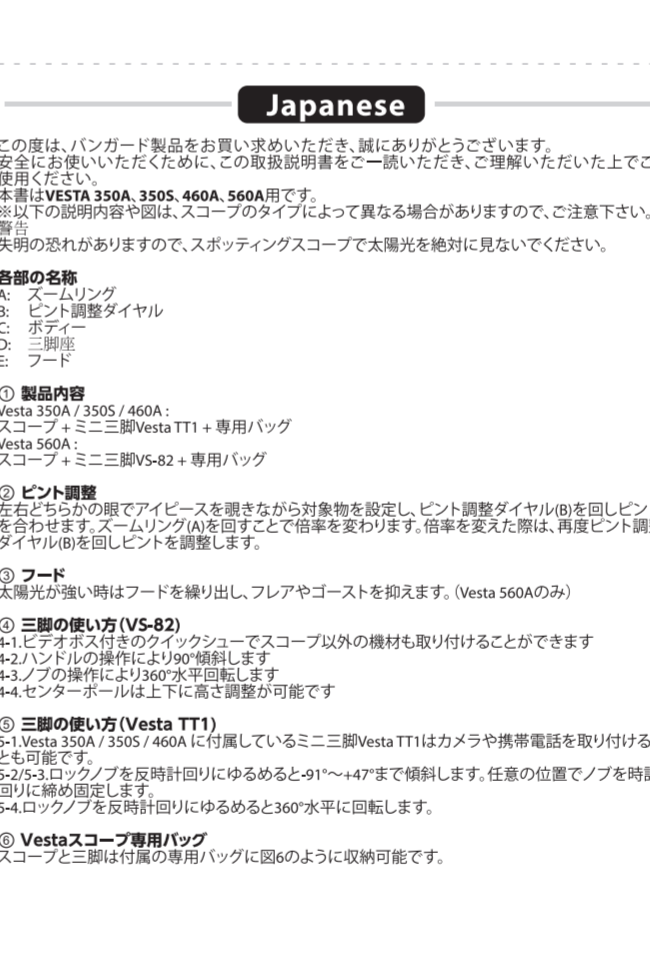 Japanese
この度は、バンガード製品をお買い求めいただき、誠にありがとうございます。
安全にお使いいただくために、この取扱説明書をご一読いただき、ご理解いただいた上でご
使用ください。
本書はVESTA 350A、350S、460A、560A用です。
※以下の説明内容や図は、スコープのタイプによって異なる場合がありますので、ご注意下さい。
警告
失明の恐れがありますので、スポッティングスコープで太陽光を絶対に見ないでください。
各部の名称
A: ズームリング
B: ピント調整ダイヤル
C: ボディー
D: 三脚座
E: フード
① 製品内容
Vesta 350A / 350S / 460A :
スコープ + ミニ三脚Vesta TT1 + 専用バッグ
Vesta 560A :
スコープ + ミニ三脚VS-82 + 専用バッグ
② ピント調整
左右どちらかの眼でアイピースを覗きながら対象物を設定し、ピント調整ダイヤル(B)を回しピン
を合わせます。ズームリング(A)を回すことで倍率を変わります。倍率を変えた際は、再度ピント調整
ダイヤル(B)を回しピントを調整します。
③ フード
太陽光が強い時はフードを繰り出し、フレアやゴーストを抑えます。（Vesta 560Aのみ）
④ 三脚の使い方（VS-82）
4-1.ビデオボス付きのクイックシューでスコープ以外の機材も取り付けることができます
4-2.ハンドルの操作により90°傾斜します
4-3.ノブの操作により360°水平回転します
4-4.センターポールは上下に高さ調整が可能です
⑤ 三脚の使い方（Vesta TT1）
5-1.Vesta 350A / 350S / 460A に付属しているミニ三脚Vesta TT1はカメラや携帯電話を取り付ける
とも可能です。
5-2/5-3.ロックノブを反時計回りにゆるめると-91°〜+47°まで傾斜します。任意の位置でノブを時計
回りに締め固定します。
5-4.ロックノブを反時計回りにゆるめると360°水平に回転します。
⑥ Vestaスコープ専用バッグ
スコープと三脚は付属の専用バッグに図6のように収納可能です。